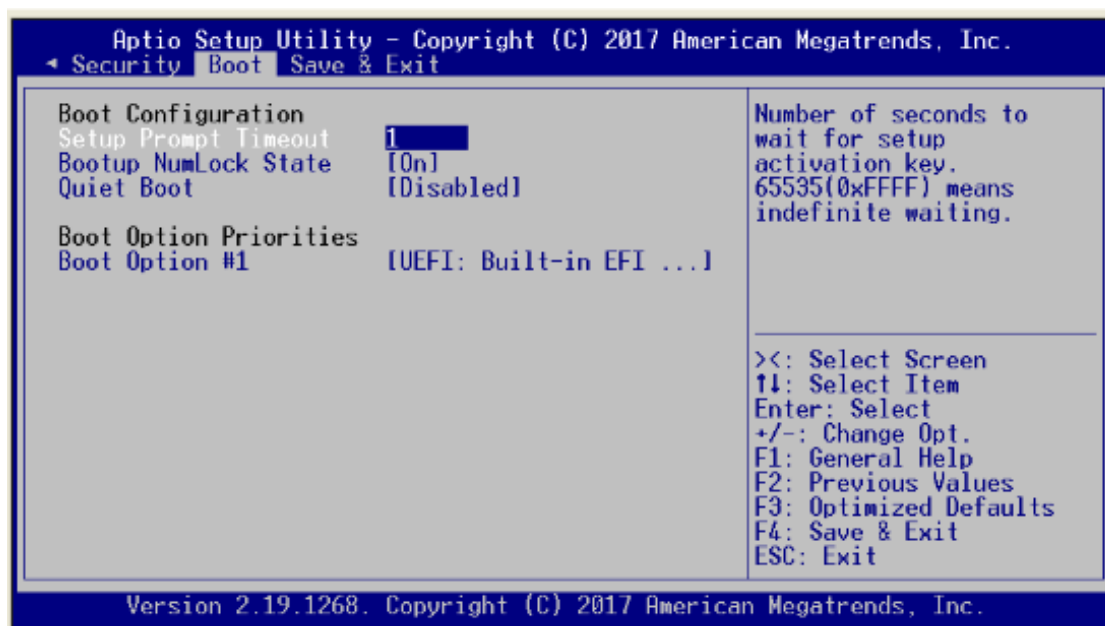 Aptio Setup Utility - Copyright (C) 2017 American Megatrends, Inc.
◄ Security Boot Save & Exit
Boot Configuration
Setup Prompt Timeout 1
Bootup NumLock State [On]
Quiet Boot [Disabled]
Boot Option Priorities
Boot Option #1 [UEFI: Built-in EFI ...]
Number of seconds to
wait for setup
activation key.
65535(0xFFFF) means
indefinite waiting.
><: Select Screen
↑↓: Select Item
Enter: Select
+/-: Change Opt.
F1: General Help
F2: Previous Values
F3: Optimized Defaults
F4: Save & Exit
ESC: Exit
Version 2.19.1268. Copyright (C) 2017 American Megatrends, Inc.